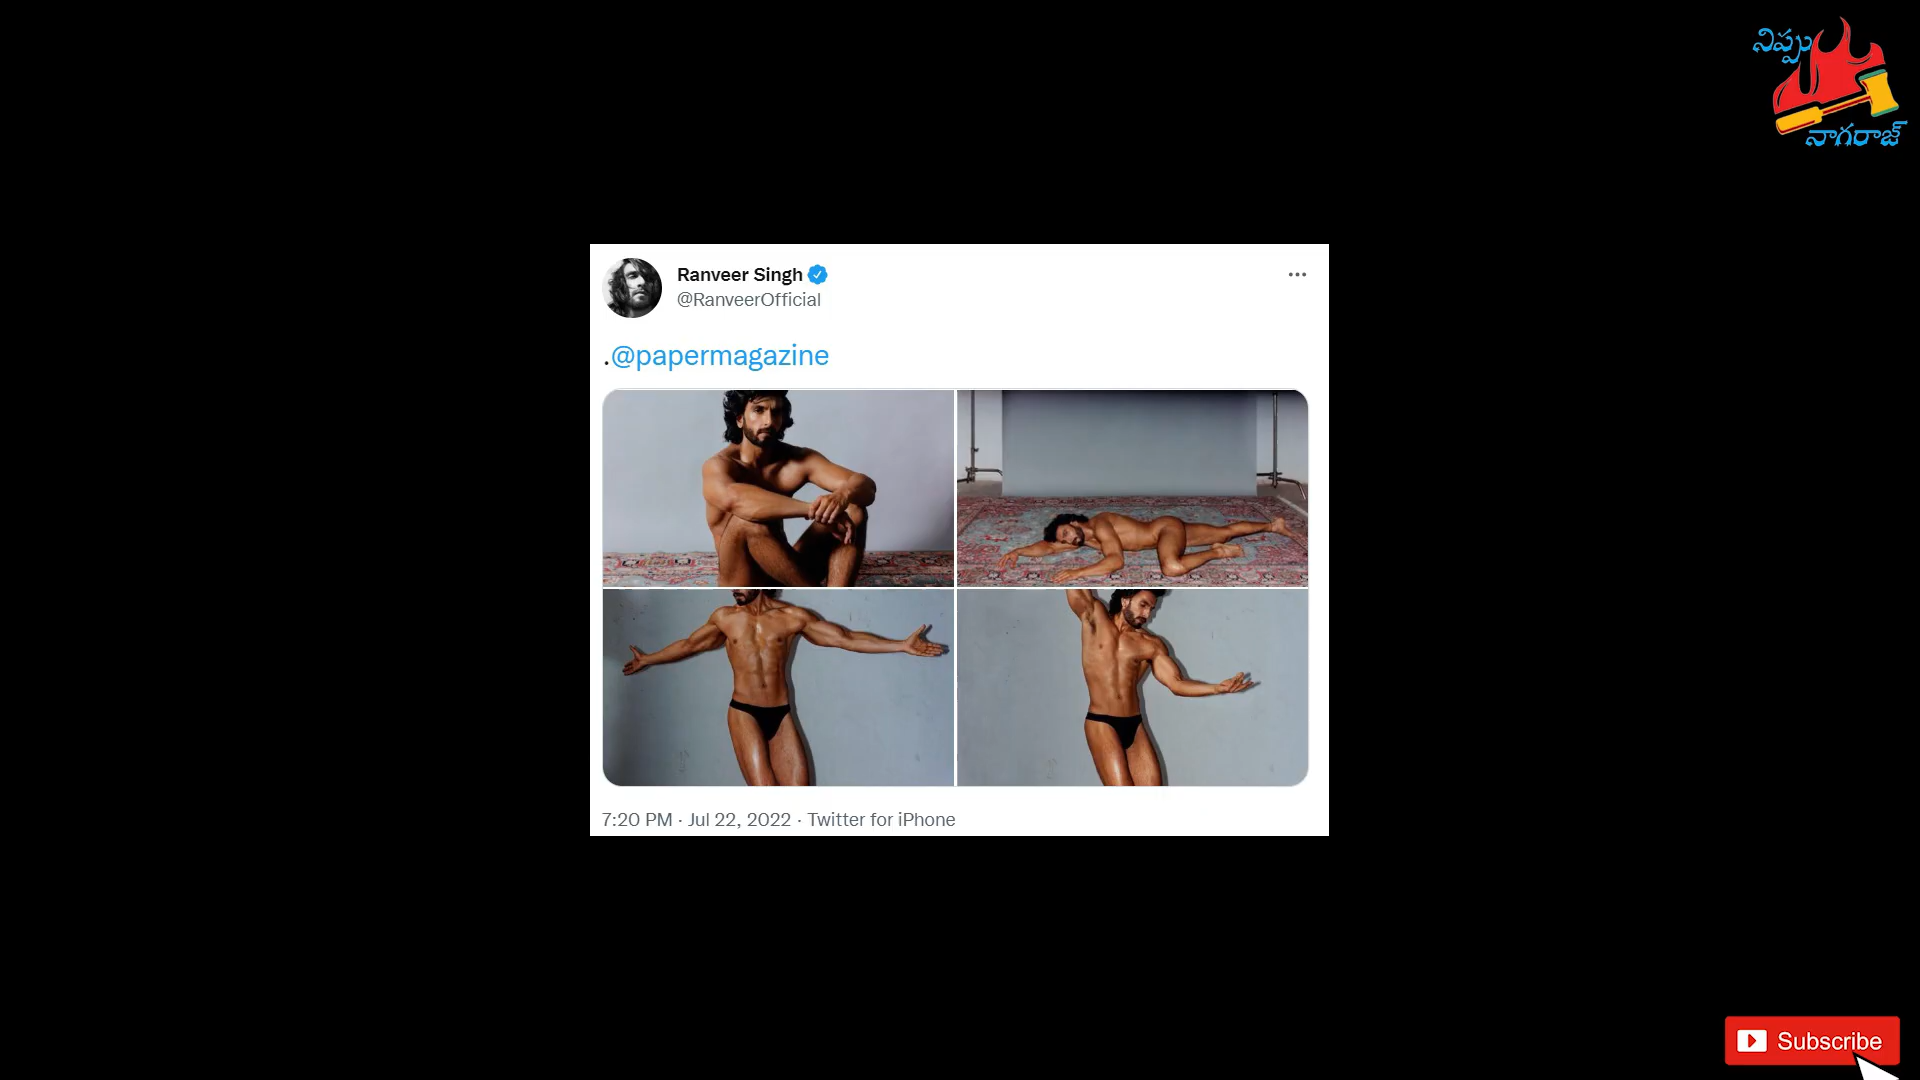 నిప్పు
నాగరాజ్
Ranveer Singh
@RanveerOfficial
.@papermagazine
7:20 PM · Jul 22, 2022 · Twitter for iPhone
Subscribe